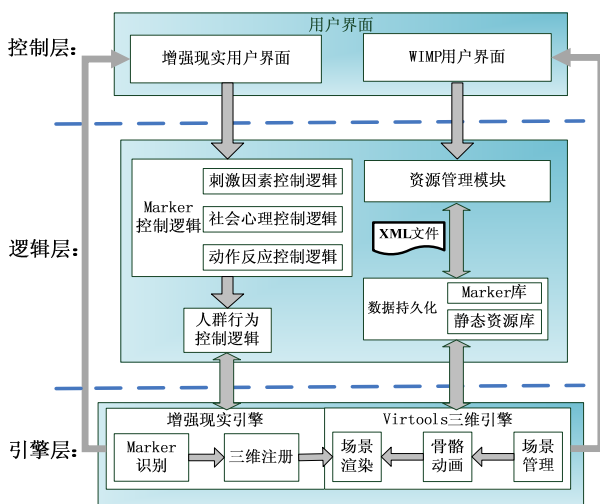 用户界面
控制层：
增强现实用户界面
WIMP用户界面
逻辑层：
Marker
控制逻辑
刺激因素控制逻辑
社会心理控制逻辑
动作反应控制逻辑
人群行为
控制逻辑
资源管理模块
XML文件
数据持久化
Marker库
静态资源库
引擎层：
增强现实引擎
Marker
识别
三维注册
Virtools三维引擎
场景
渲染
骨骼
动画
场景
管理